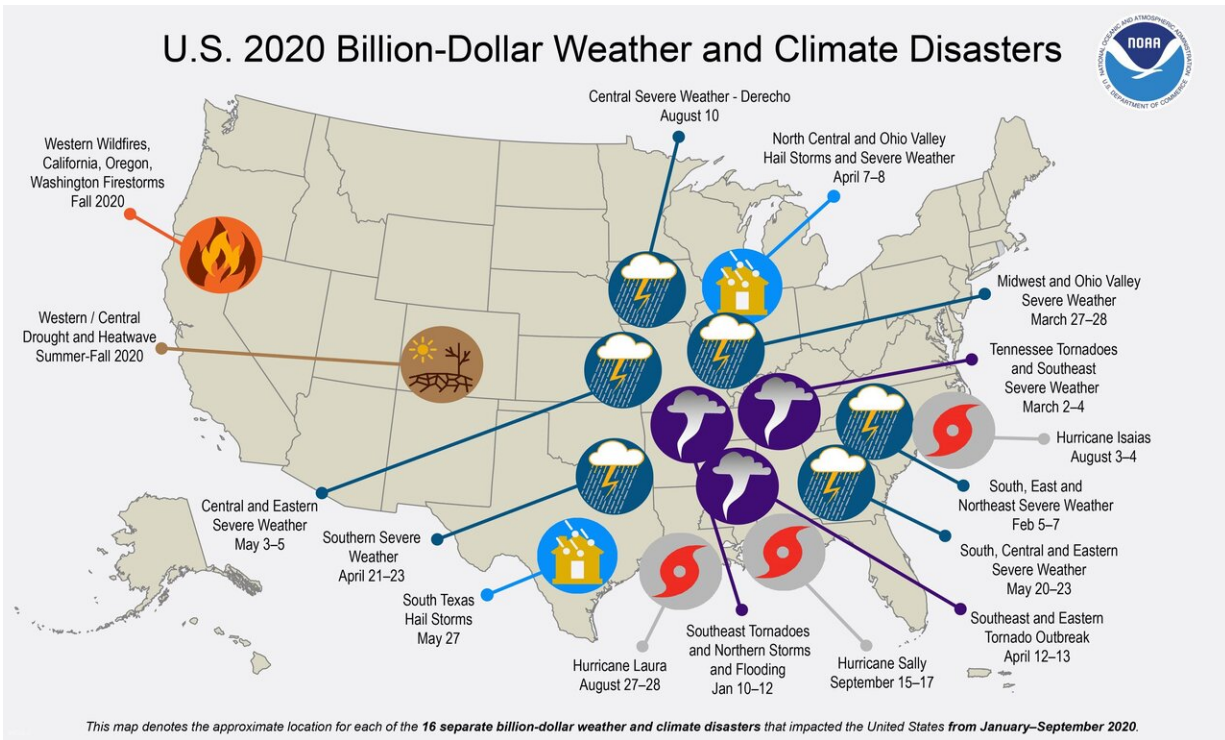 U.S. 2020 Billion-Dollar Weather and Climate Disasters
NATIONAL OCEANIC AND ATMOSPHERIC ADMINISTRATION
NOAA
U.S. DEPARTMENT OF COMMERCE
Central Severe Weather - Derecho
August 10
North Central and Ohio Valley
Hail Storms and Severe Weather
April 7–8
Western Wildfires,
California, Oregon,
Washington Firestorms
Fall 2020
Midwest and Ohio Valley
Severe Weather
March 27–28
Western / Central
Drought and Heatwave
Summer-Fall 2020
Tennessee Tornadoes
and Southeast
Severe Weather
March 2–4
Hurricane Isaias
August 3–4
South, East and
Northeast Severe Weather
Feb 5–7
Central and Eastern
Severe Weather
May 3–5
Southern Severe
Weather
April 21–23
South, Central and Eastern
Severe Weather
May 20–23
South Texas
Hail Storms
May 27
Southeast and Eastern
Tornado Outbreak
April 12–13
Hurricane Laura
August 27–28
Southeast Tornadoes
and Northern Storms
and Flooding
Jan 10–12
Hurricane Sally
September 15–17
This map denotes the approximate location for each of the 16 separate billion-dollar weather and climate disasters that impacted the United States from January–September 2020.